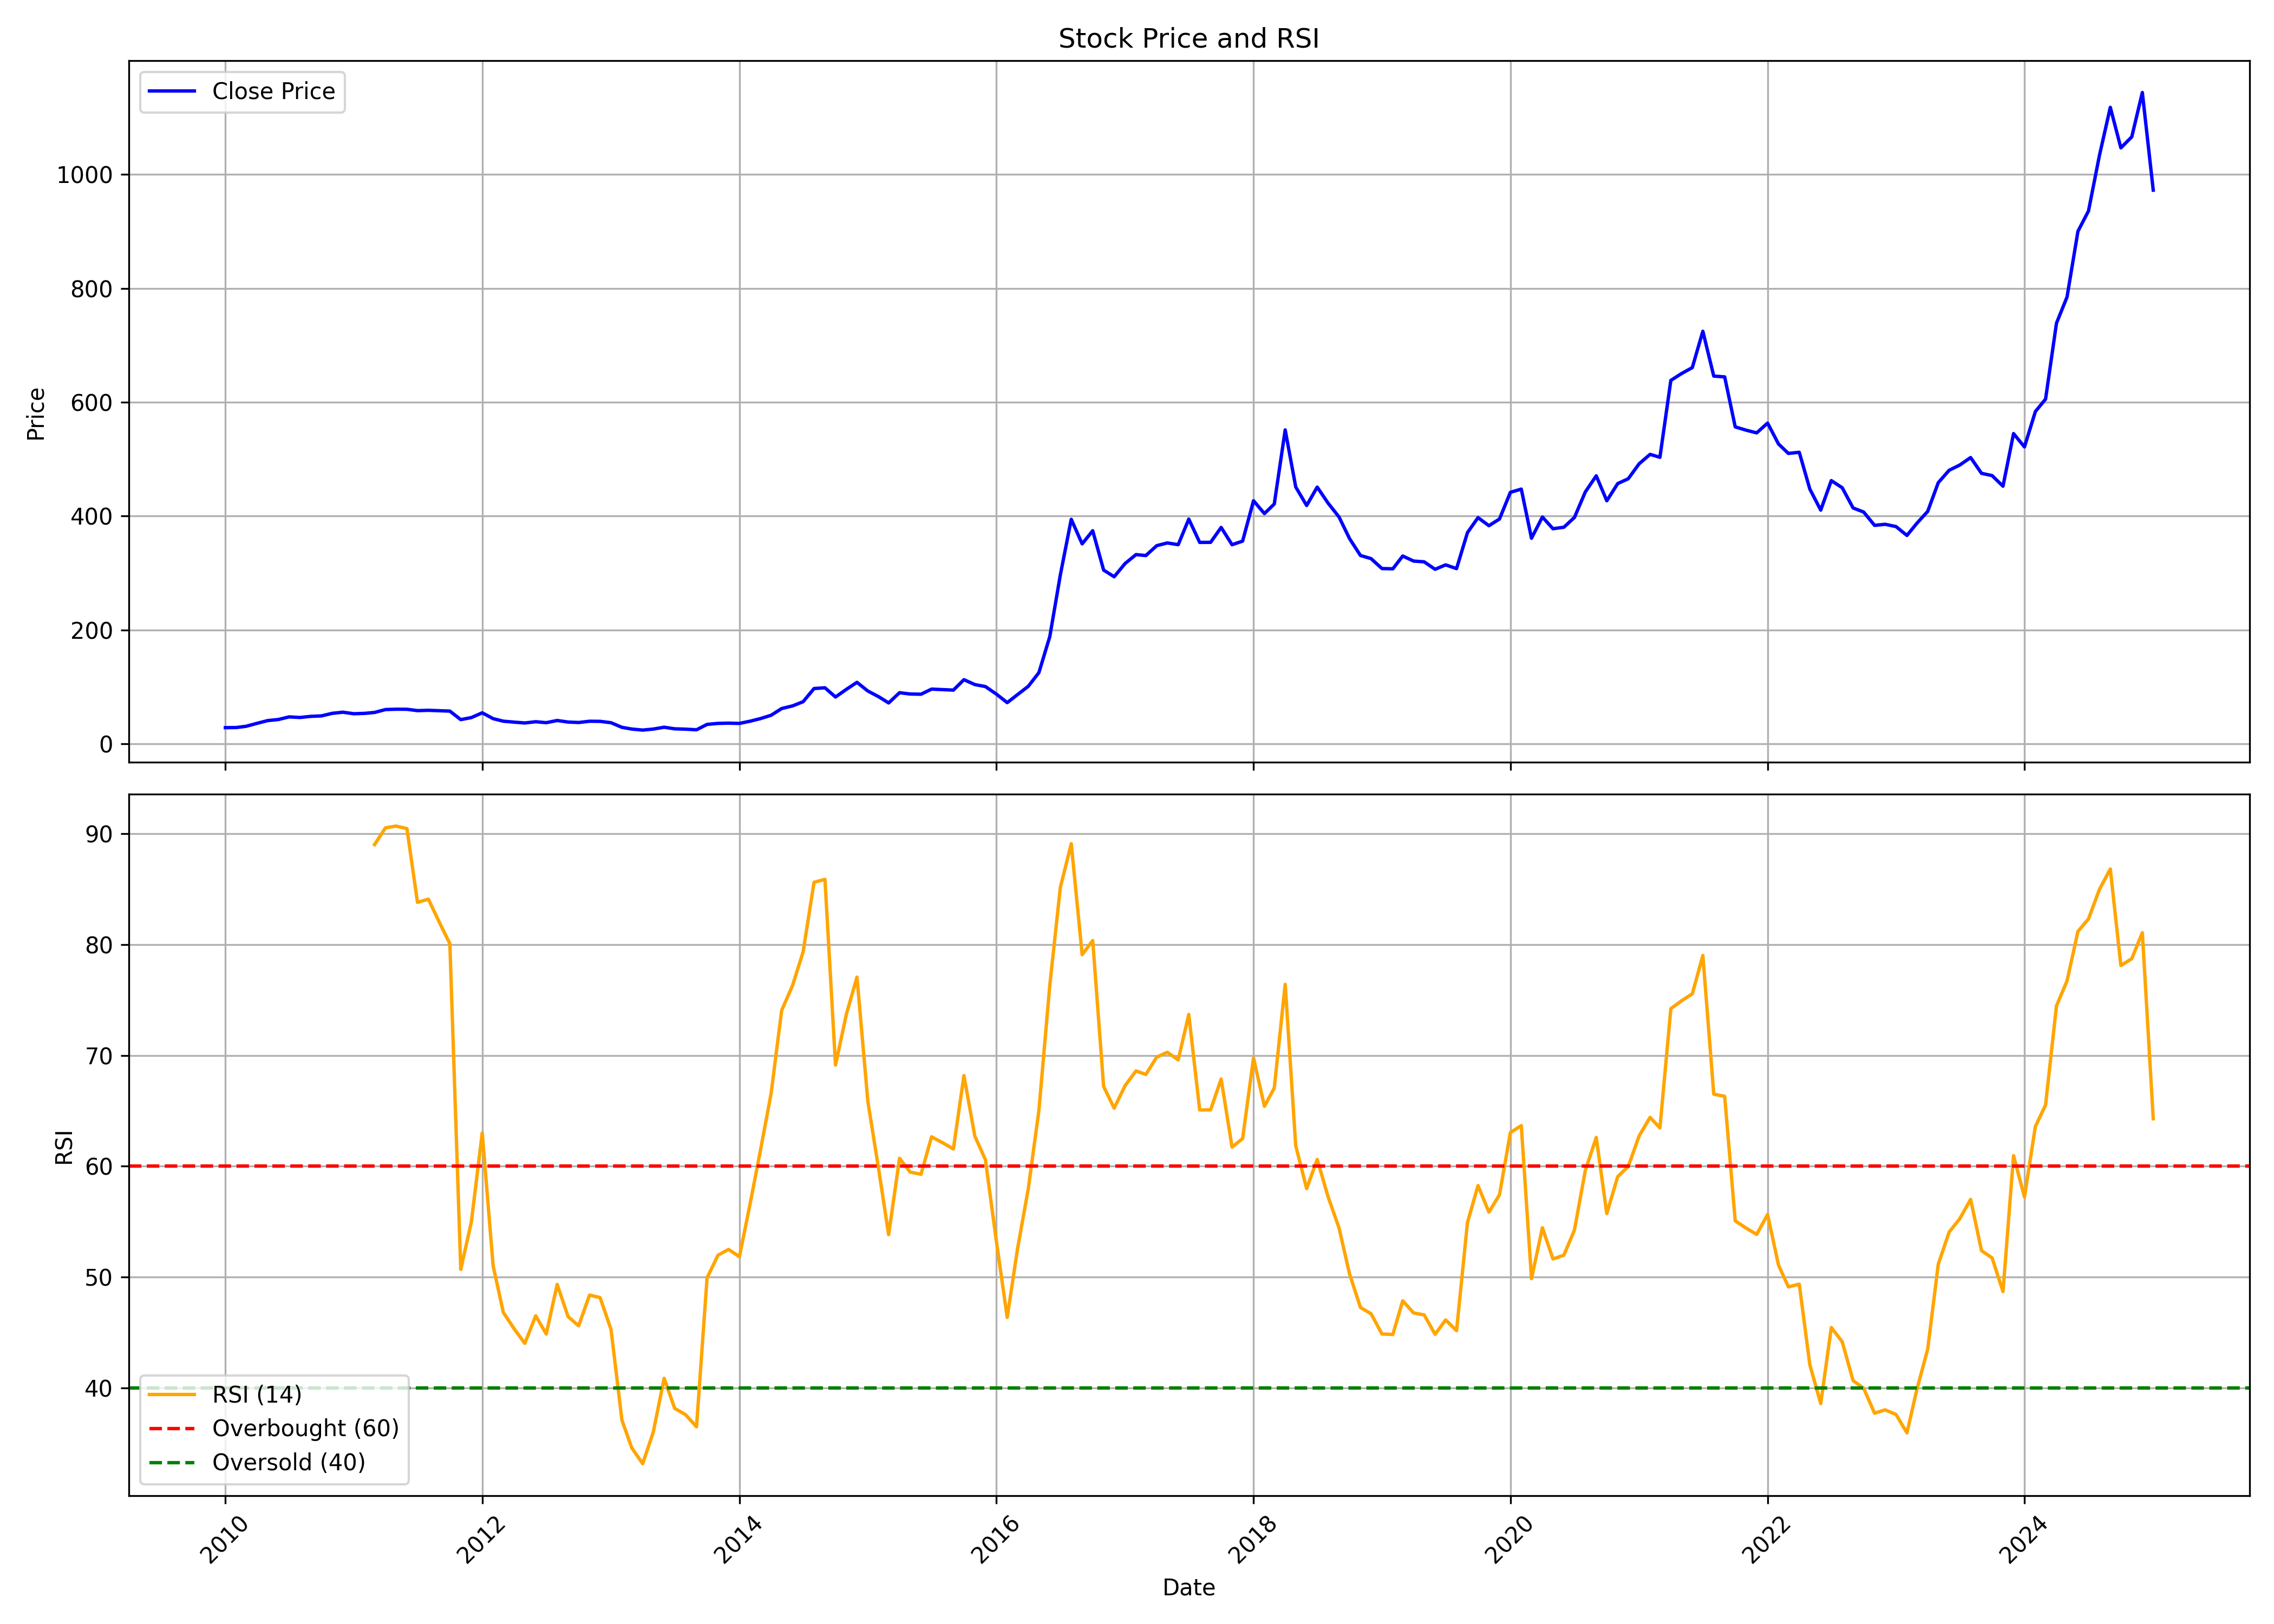 Stock Price and RSI
Close Price
Price
1000
800
600
400
200
0
RSI
90
80
70
60
50
40
RSI (14)
Overbought (60)
Oversold (40)
2010
2012
2014
2016
2018
2020
2022
2024
Date